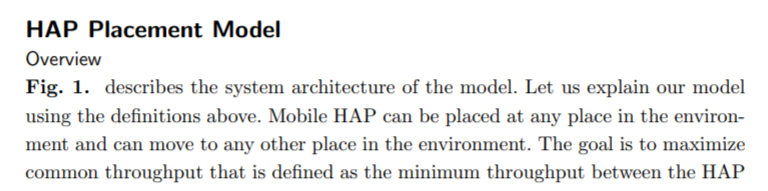 HAP Placement Model
Overview
Fig. 1. describes the system architecture of the model. Let us explain our model
using the definitions above. Mobile HAP can be placed at any place in the environ-
ment and can move to any other place in the environment. The goal is to maximize
common throughput that is defined as the minimum throughput between the HAP